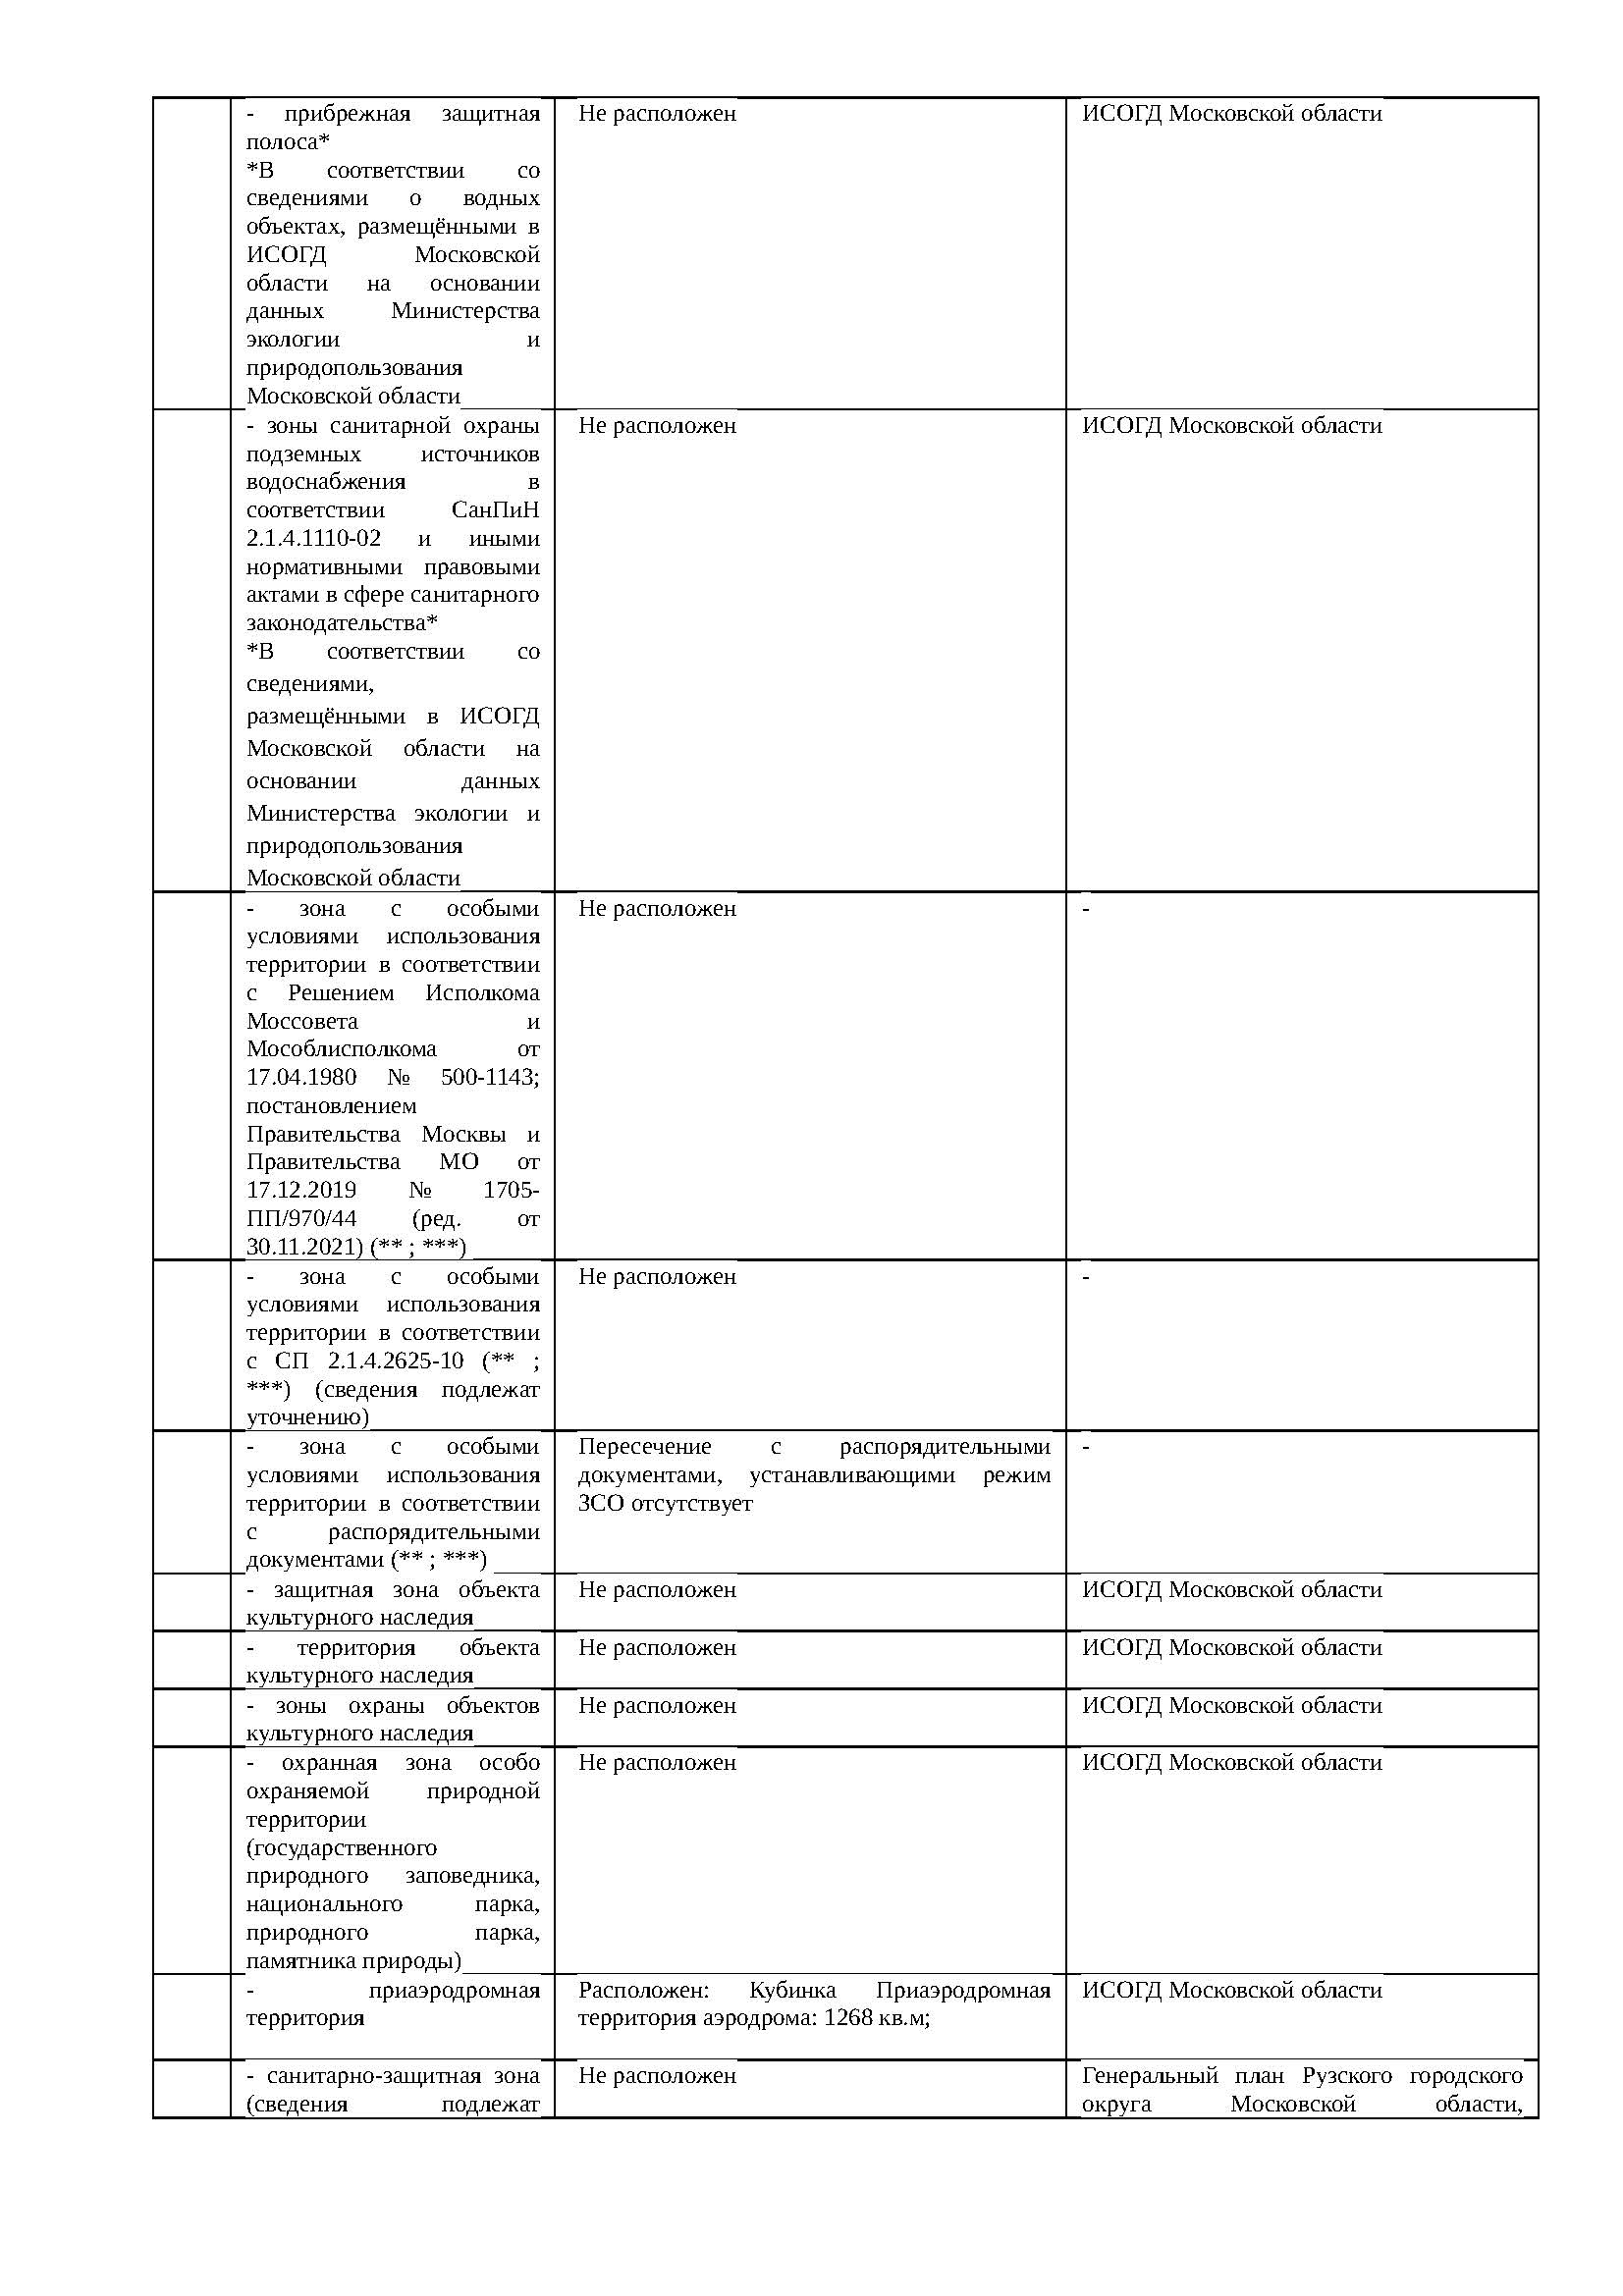 - прибрежная защитная
полоса*
*В соответствии со
сведениями о водных
объектах, размещёнными в
ИСОГД Московской
области на основании
данных Министерства
экологии и
природопользования
Московской области
Не расположен
ИСОГД Московской области
- зоны санитарной охраны
подземных источников
водоснабжения в
соответствии СанПиН
2.1.4.1110-02 и иными
нормативными правовыми
актами в сфере санитарного
законодательства*
*В соответствии со
сведениями,
размещёнными в ИСОГД
Московской области на
основании данных
Министерства экологии и
природопользования
Московской области
Не расположен
ИСОГД Московской области
- зона с особыми
условиями использования
территории в соответствии
с Решением Исполкома
Моссовета и
Мособлисполкома от
17.04.1980 № 500-1143;
постановлением
Правительства Москвы и
Правительства МО от
17.12.2019 № 1705-
ПП/970/44 (ред. от
30.11.2021) (** ; ***)
Не расположен
-
- зона с особыми
условиями использования
территории в соответствии
с СП 2.1.4.2625-10 (** ;
***) (сведения подлежат
уточнению)
Не расположен
-
- зона с особыми
условиями использования
территории в соответствии
с распорядительными
документами (** ; ***)
Пересечение с распорядительными
документами, устанавливающими режим
ЗСО отсутствует
-
- защитная зона объекта
культурного наследия
Не расположен
ИСОГД Московской области
- территория объекта
культурного наследия
Не расположен
ИСОГД Московской области
- зоны охраны объектов
культурного наследия
Не расположен
ИСОГД Московской области
- охранная зона особо
охраняемой природной
территории
(государственного
природного заповедника,
национального парка,
природного парка,
памятника природы)
Не расположен
ИСОГД Московской области
- приаэродромная
территория
Расположен: Кубинка Приаэродромная
территория аэродрома: 1268 кв.м;
ИСОГД Московской области
- санитарно-защитная зона
(сведения подлежат
Не расположен
Генеральный план Рузского городского
округа Московской области,